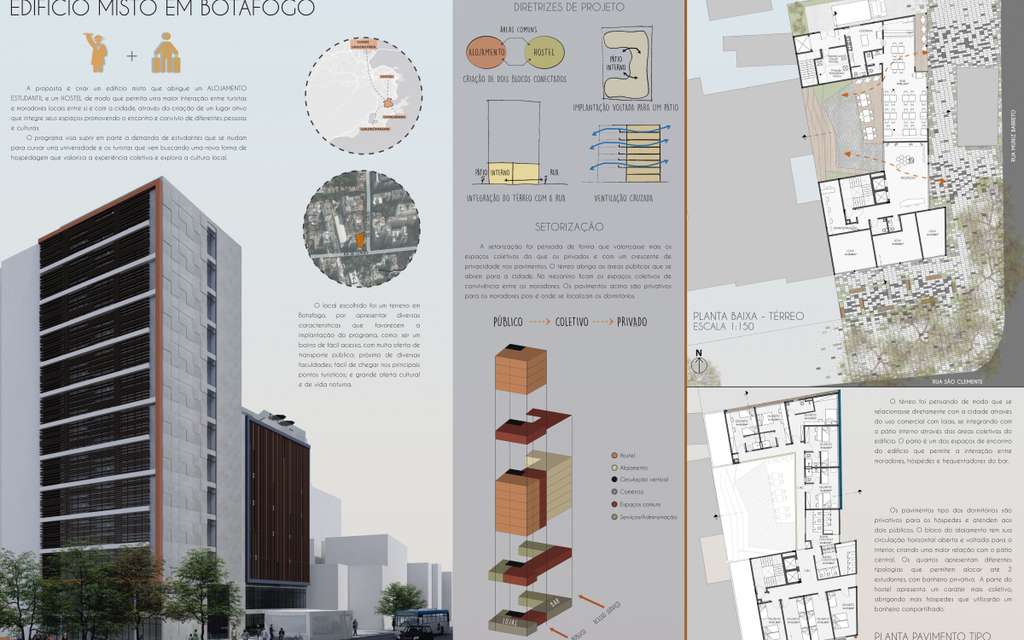 EDIFÍCIO MISTO EM BOTAFOGO
A proposta é criar um edifício misto que abrigue um ALOJAMENTO
ESTUDANTIL e um HOSTEL de modo que permita uma maior interação entre turistas
e moradores locais entre si e com a cidade, através da criação de um lugar ativo
que integre seus espaços promovendo o encontro e convívio de diferentes pessoas
e culturas.
O programa visa suprir em parte a demanda de estudantes que se mudam
para cursar uma universidade e os turistas que vem buscando uma nova forma de
hospedagem que valoriza a experiência coletiva e explora a cultura local.
O local escolhido foi um terreno em
Botafogo, por apresentar diversas
características que favorecem a
implantação do programa, como: ser um
bairro de fácil acesso, com muita oferta de
transporte público; próximo de diversas
faculdades; fácil de chegar nos principais
pontos turísticos; e grande oferta cultural
e de vida noturna.
DIRETRIZES DE PROJETO
ÁREAS COMUNS
ALOJAMENTO
HOSTEL
CRIAÇÃO DE DOIS BLOCOS CONECTADOS
PÁTIO
INTERNO
IMPLANTAÇÃO VOLTADA PARA UM PÁTIO
PÁTIO INTERNO
RUA
INTEGRAÇÃO DO TÉRREO COM A RUA
VENTILAÇÃO CRUZADA
SETORIZAÇÃO
A setorização foi pensada de forma que valorizasse mais os
espaços coletivos do que os privados e com um crescente de
privacidade nos pavimentos. O térreo abriga as áreas públicas que se
abrem para a cidade. No mezanino ficam os espaços coletivos de
convivência entre os moradores. Os pavimentos acima são privativos
para os moradores pois é onde se localizam os dormitórios.
PÚBLICO COLETIVO PRIVADO
Hostel
Alojamento
Circulação vertical
Comércio
Espaços comuns
Serviços/Administração
LOJAS
BAR
RUA MUNIZ BARRETO
PLANTA BAIXA - TÉRREO
ESCALA 1:150
N
RUA SÃO CLEMENTE
O térreo foi pensando de modo que se
relacionasse diretamente com a cidade através
do uso comercial com lojas, se integrando com
o pátio interno através das áreas coletivas do
edifício. O pátio é um dos espaços de encontro
do edifício que permite a interação entre
moradores, hóspedes e frequentadores do bar.
Os pavimentos tipo dos dormitórios são
privativos para os hóspedes e atendem aos
dois públicos. O bloco do alojamento tem sua
circulação horizontal aberta e voltada para o
interior, criando uma maior relação com o pátio
central. Os quartos apresentam diferentes
tipologias que permitem alocar até 2
estudantes, com banheiro privativo. A parte do
hostel apresenta um caráter mais coletivo,
abrigando mais hóspedes que utilizarão um
banheiro compartilhado.
PLANTA PAVIMENTO TIPO